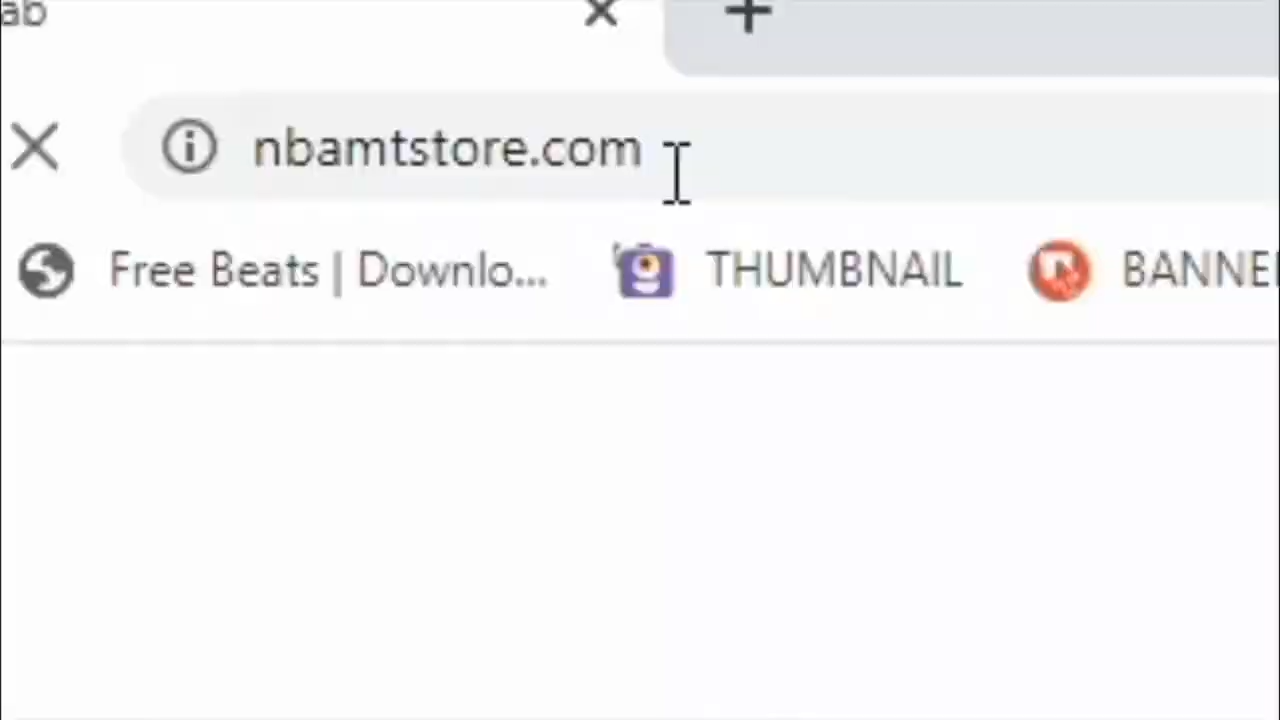 ab
nbamtstore.com
Free Beats | Downlo...
THUMBNAIL
BANNE